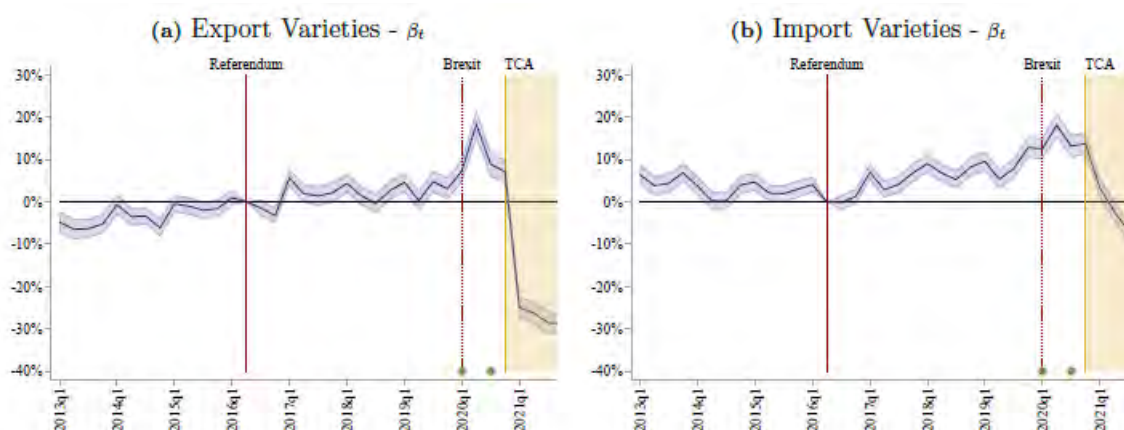 (a) Export Varieties - βt
Referendum Brexit TCA
30%
20%
10%
0%
-10%
-20%
-30%
-40%
2013q1 2014q1 2015q1 2016q1 2017q1 2018q1 2019q1 2020q1 2021q1
(b) Import Varieties - βt
Referendum Brexit TCA
30%
20%
10%
0%
-10%
-20%
-30%
-40%
2013q1 2014q1 2015q1 2016q1 2017q1 2018q1 2019q1 2020q1 2021q1